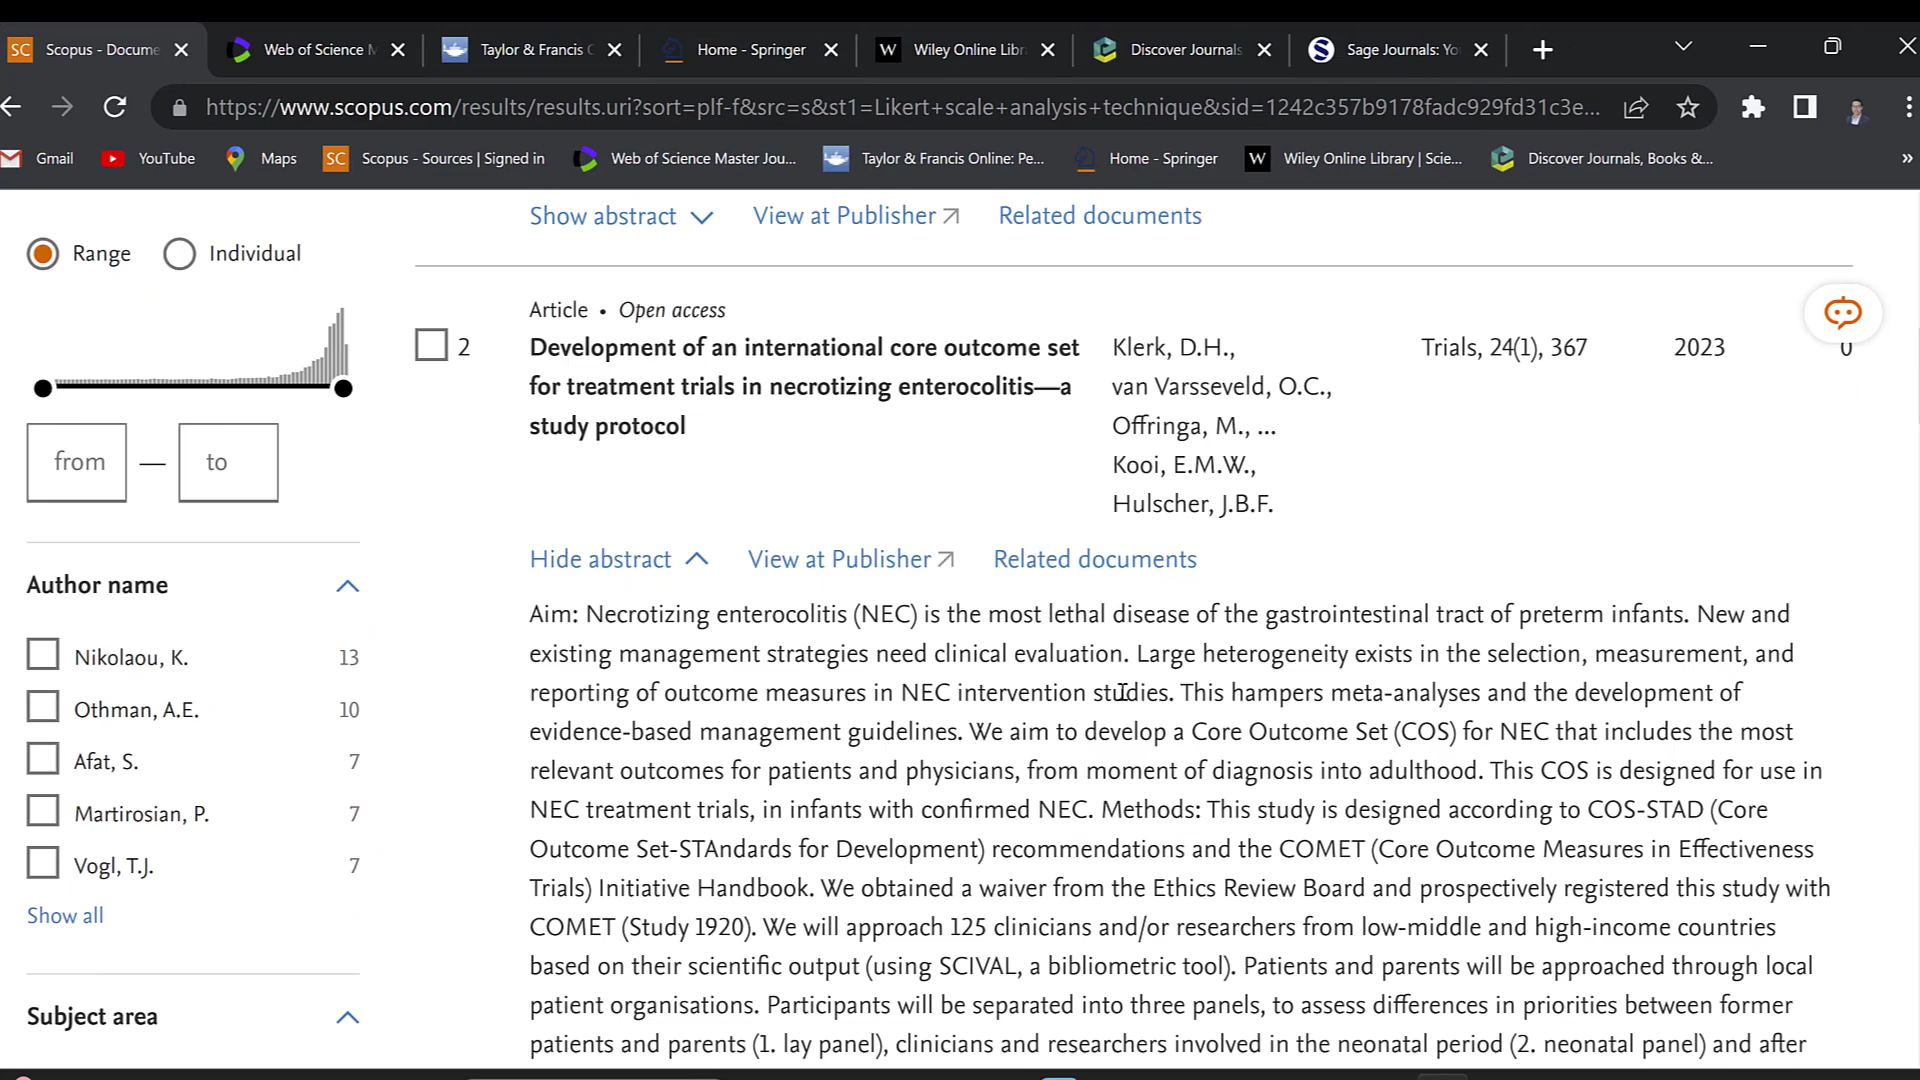 SC Scopus - Docume
Web of Science M
Taylor & Francis O
Home - Springer
W Wiley Online Libr
Discover Journals
Sage Journals: Yo
https://www.scopus.com/results/results.uri?sort=plf-f&src=s&st1=Likert+scale+analysis+technique&sid=1242c357b9178fadc929fd31c3e...
Gmail
YouTube
Maps
SC Scopus - Sources | Signed in
Web of Science Master Jou...
Taylor & Francis Online: Pe...
Home - Springer
W Wiley Online Library | Scie...
Discover Journals, Books &...
»
Show abstract View at Publisher Related documents
Range Individual
from — to
Author name
Nikolaou, K. 13
Othman, A.E. 10
Afat, S. 7
Martirosian, P. 7
Vogl, T.J. 7
Show all
Subject area
Article • Open access
2
Development of an international core outcome set
for treatment trials in necrotizing enterocolitis—a
study protocol
Klerk, D.H.,
van Varsseveld, O.C.,
Offringa, M., ...
Kooi, E.M.W.,
Hulscher, J.B.F.
Trials, 24(1), 367
2023
0
Hide abstract View at Publisher Related documents
Aim: Necrotizing enterocolitis (NEC) is the most lethal disease of the gastrointestinal tract of preterm infants. New and
existing management strategies need clinical evaluation. Large heterogeneity exists in the selection, measurement, and
reporting of outcome measures in NEC intervention studies. This hampers meta-analyses and the development of
evidence-based management guidelines. We aim to develop a Core Outcome Set (COS) for NEC that includes the most
relevant outcomes for patients and physicians, from moment of diagnosis into adulthood. This COS is designed for use in
NEC treatment trials, in infants with confirmed NEC. Methods: This study is designed according to COS-STAD (Core
Outcome Set-STAndards for Development) recommendations and the COMET (Core Outcome Measures in Effectiveness
Trials) Initiative Handbook. We obtained a waiver from the Ethics Review Board and prospectively registered this study with
COMET (Study 1920). We will approach 125 clinicians and/or researchers from low-middle and high-income countries
based on their scientific output (using SCIVAL, a bibliometric tool). Patients and parents will be approached through local
patient organisations. Participants will be separated into three panels, to assess differences in priorities between former
patients and parents (1. lay panel), clinicians and researchers involved in the neonatal period (2. neonatal panel) and after